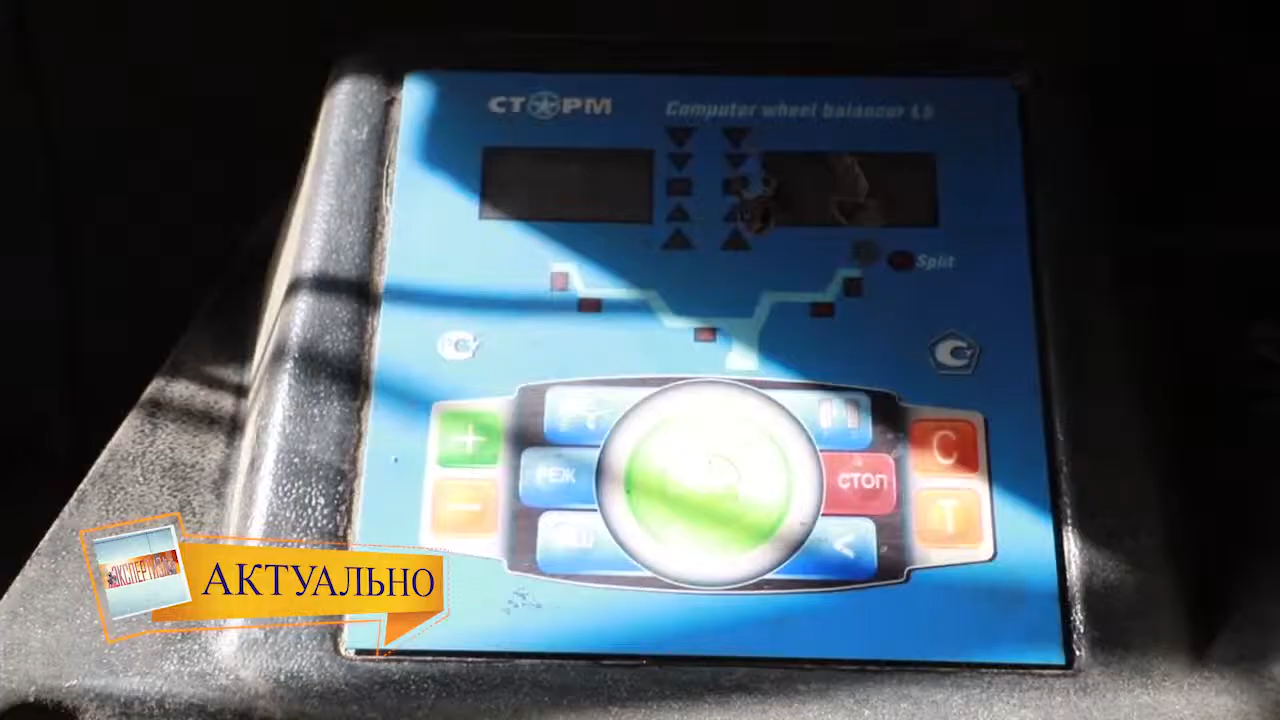 СТОРМ
Computer wheel balancer LS
Split
+
РЕЖ
СТОП
С
−
Ш
<
Т
ЭКСПЕРТИЗА
АКТУАЛЬНО